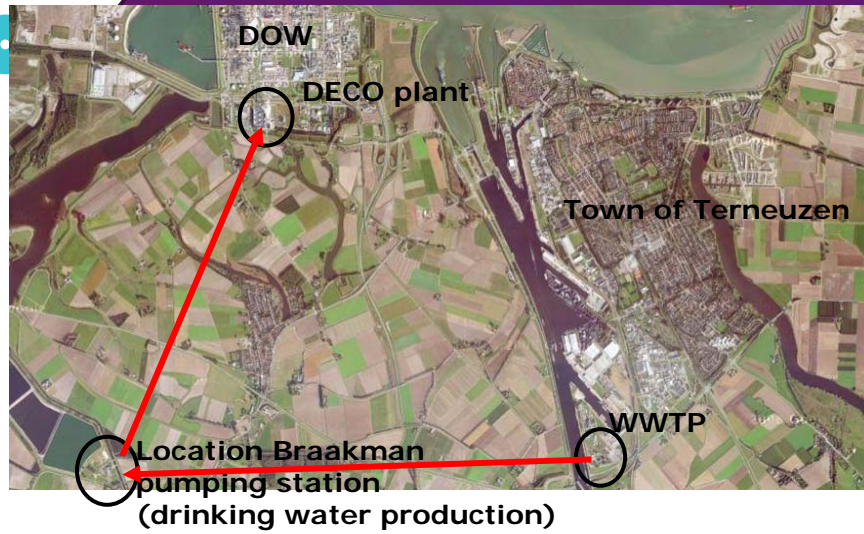 DOW
DECO plant
Town of Terneuzen
WWTP
Location Braakman
pumping station
(drinking water production)